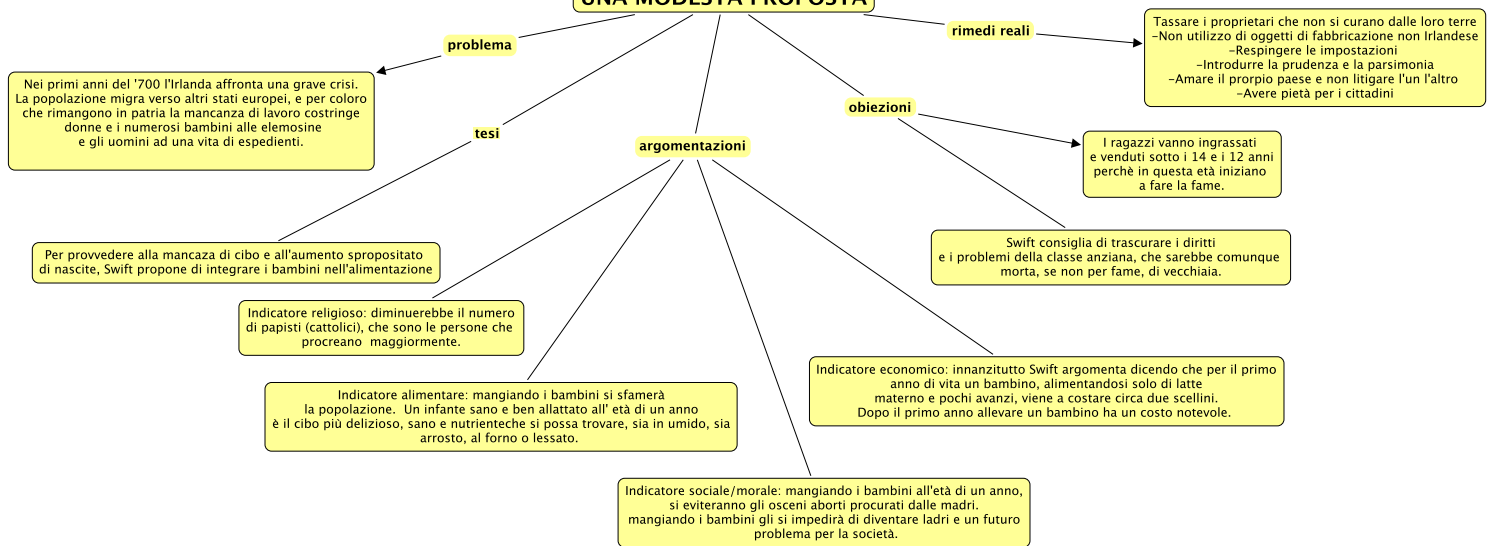 UNA MODESTA PROPOSTA
problema
Nei primi anni del '700 l'Irlanda affronta una grave crisi.
La popolazione migra verso altri stati europei, e per coloro
che rimangono in patria la mancanza di lavoro costringe
donne e i numerosi bambini alle elemosine
e gli uomini ad una vita di espedienti.
tesi
Per provvedere alla mancaza di cibo e all'aumento spropositato
di nascite, Swift propone di integrare i bambini nell'alimentazione
argomentazioni
Indicatore religioso: diminuerebbe il numero
di papisti (cattolici), che sono le persone che
procreano  maggiormente.
Indicatore alimentare: mangiando i bambini si sfamerà
la popolazione.  Un infante sano e ben allattato all' età di un anno
è il cibo più delizioso, sano e nutrienteche si possa trovare, sia in umido, sia
arrosto, al forno o lessato.
Indicatore sociale/morale: mangiando i bambini all'età di un anno,
si eviteranno gli osceni aborti procurati dalle madri.
mangiando i bambini gli si impedirà di diventare ladri e un futuro
problema per la società.
Indicatore economico: innanzitutto Swift argomenta dicendo che per il primo
anno di vita un bambino, alimentandosi solo di latte
materno e pochi avanzi, viene a costare circa due scellini.
Dopo il primo anno allevare un bambino ha un costo notevole.
obiezioni
I ragazzi vanno ingrassati
e venduti sotto i 14 e i 12 anni
perchè in questa età iniziano
a fare la fame.
Swift consiglia di trascurare i diritti
e i problemi della classe anziana, che sarebbe comunque
morta, se non per fame, di vecchiaia.
rimedi reali
Tassare i proprietari che non si curano dalle loro terre
-Non utilizzo di oggetti di fabbricazione non Irlandese
-Respingere le impostazioni
-Introdurre la prudenza e la parsimonia
-Amare il prorpio paese e non litigare l'un l'altro
-Avere pietà per i cittadini